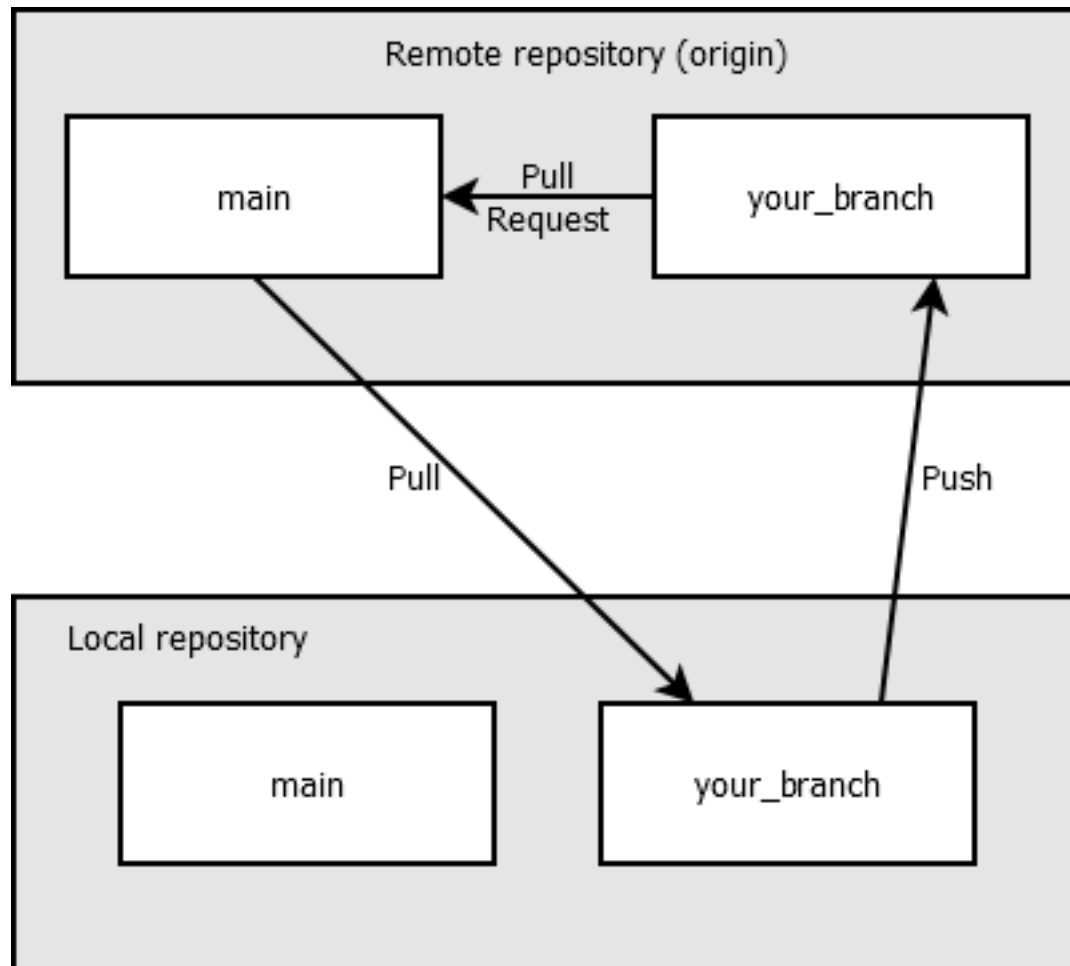 Remote repository (origin)
main
Pull
Request
your_branch
Pull
Push
Local repository
main
your_branch